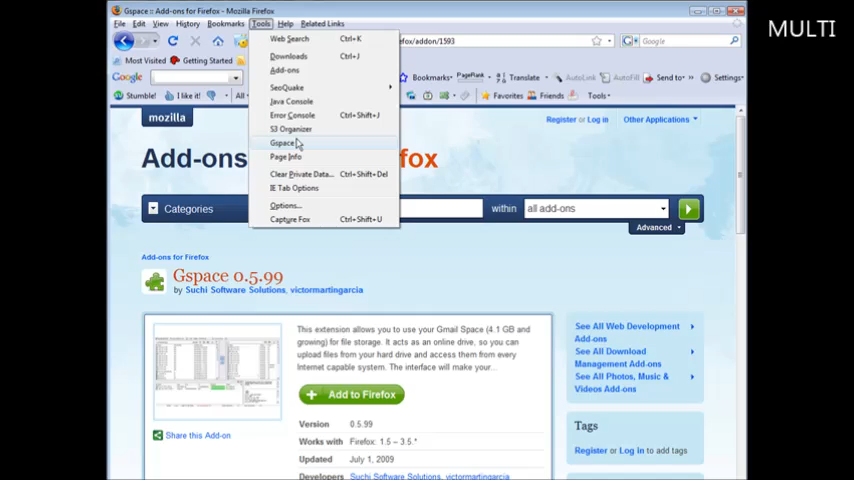 Gspace :: Add-ons for Firefox - Mozilla Firefox
MULTI
File Edit View History Bookmarks Tools Help Related Links
efox/addon/1593
Google
Most Visited Getting Started
Google
Bookmarks PageRank Translate AutoLink AutoFill Send to Settings
Stumble! I like it! All
Favorites Friends Tools
Web Search Ctrl+K
Downloads Ctrl+J
Add-ons
SeoQuake
Java Console
Error Console Ctrl+Shift+J
S3 Organizer
Gspace
Page Info
Clear Private Data... Ctrl+Shift+Del
IE Tab Options
Options...
Capture Fox Ctrl+Shift+U
mozilla
Register or Log in Other Applications
Add-ons fox
Categories within all add-ons
Advanced
Add-ons for Firefox
Gspace 0.5.99
by Suchi Software Solutions, victormartingarcia
This extension allows you to use your Gmail Space (4.1 GB and
growing) for file storage. It acts as an online drive, so you can
upload files from your hard drive and access them from every
Internet capable system. The interface will make your...
Add to Firefox
Version 0.5.99
Works with Firefox: 1.5 – 3.5.*
Updated July 1, 2009
Developers Suchi Software Solutions, victormartingarcia
Share this Add-on
See All Web Development
Add-ons
See All Download
Management Add-ons
See All Photos, Music &
Videos Add-ons
Tags
Register or Log in to add tags